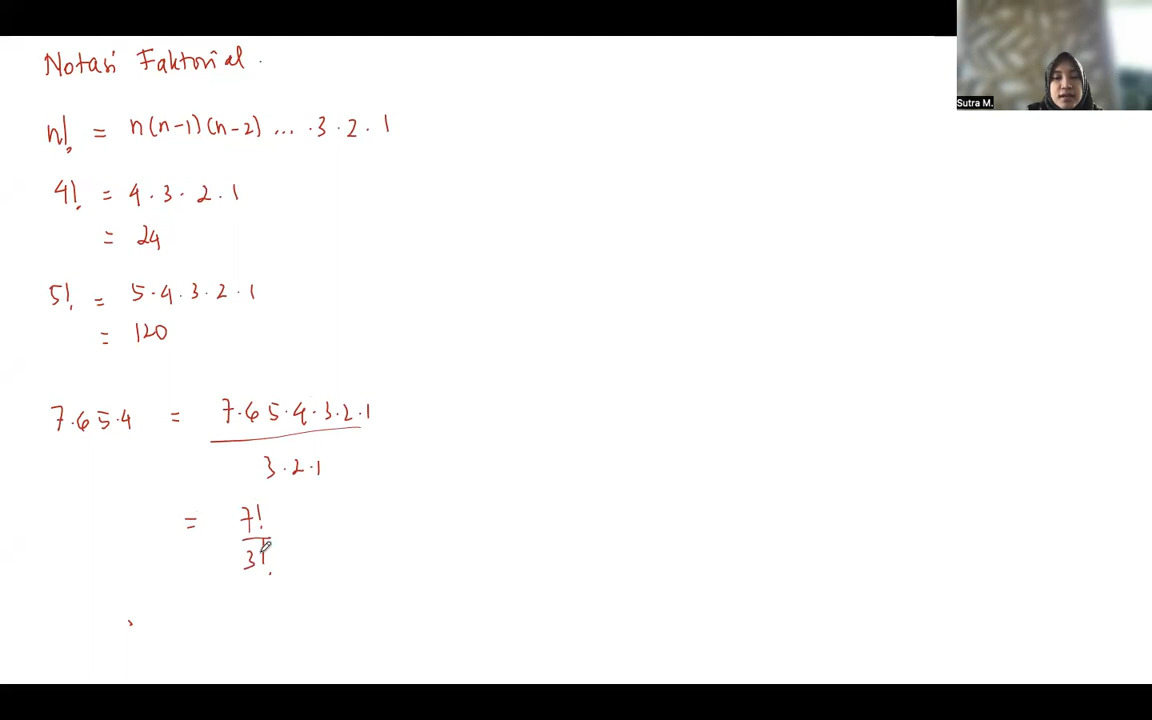 Notasi Faktorial.
n! = n(n-1)(n-2) ... .3.2.1
4! = 4.3.2.1
= 24
5! = 5.4.3.2.1
= 120
7.6 5.4 = 7.6 5.4.3.2.1
3.2.1
= 7!
3!
Sutra M.